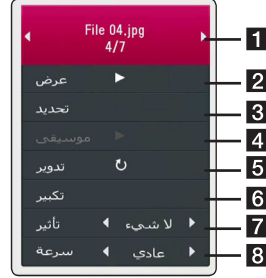 File 04.jpg
4/7
1
عرض
2
تحديد
3
موسيقى
4
تدوير
5
تكبير
6
تأثير لا شيء
7
سرعة عادي
8